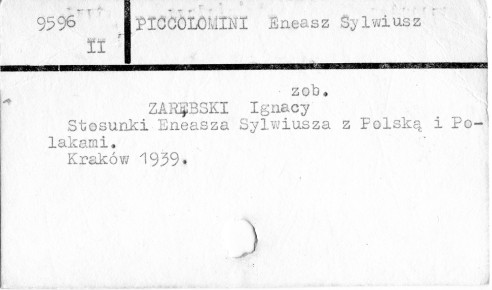 9596
II
PICCOLOMINI Eneasz Sylwiusz
zob.
ZARĘBSKI Ignacy
Stosunki Eneasza Sylwiusza z Polską i Po-
lakami.
Kraków 1939.